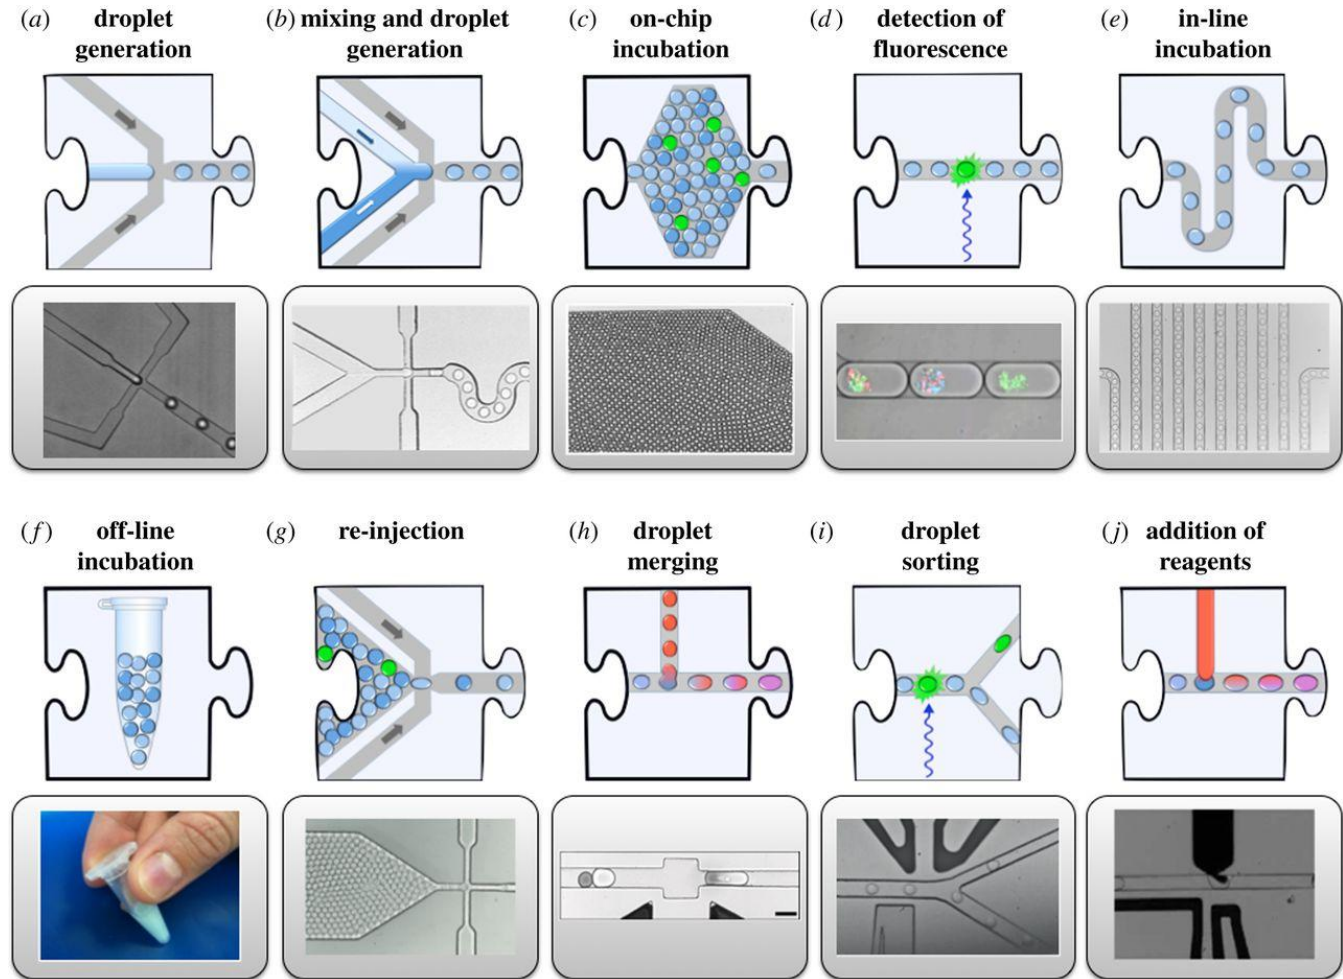 (a) droplet
generation
(b) mixing and droplet
generation
(c) on-chip
incubation
(d) detection of
fluorescence
(e) in-line
incubation
(f) off-line
incubation
(g) re-injection
(h) droplet
merging
(i) droplet
sorting
(j) addition of
reagents